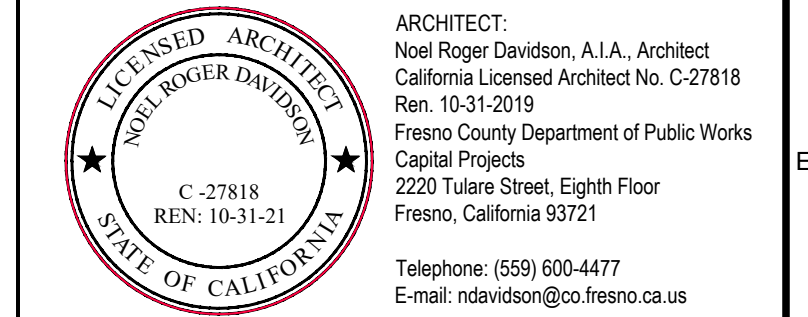 LICENSED ARCHITECT
NOEL ROGER DAVIDSON
C -27818
REN: 10-31-21
STATE OF CALIFORNIA
ARCHITECT:
Noel Roger Davidson, A.I.A., Architect
California Licensed Architect No. C-27818
Ren. 10-31-2019
Fresno County Department of Public Works
Capital Projects
2220 Tulare Street, Eighth Floor
Fresno, California 93721
Telephone: (559) 600-4477
E-mail: ndavidson@co.fresno.ca.us
E